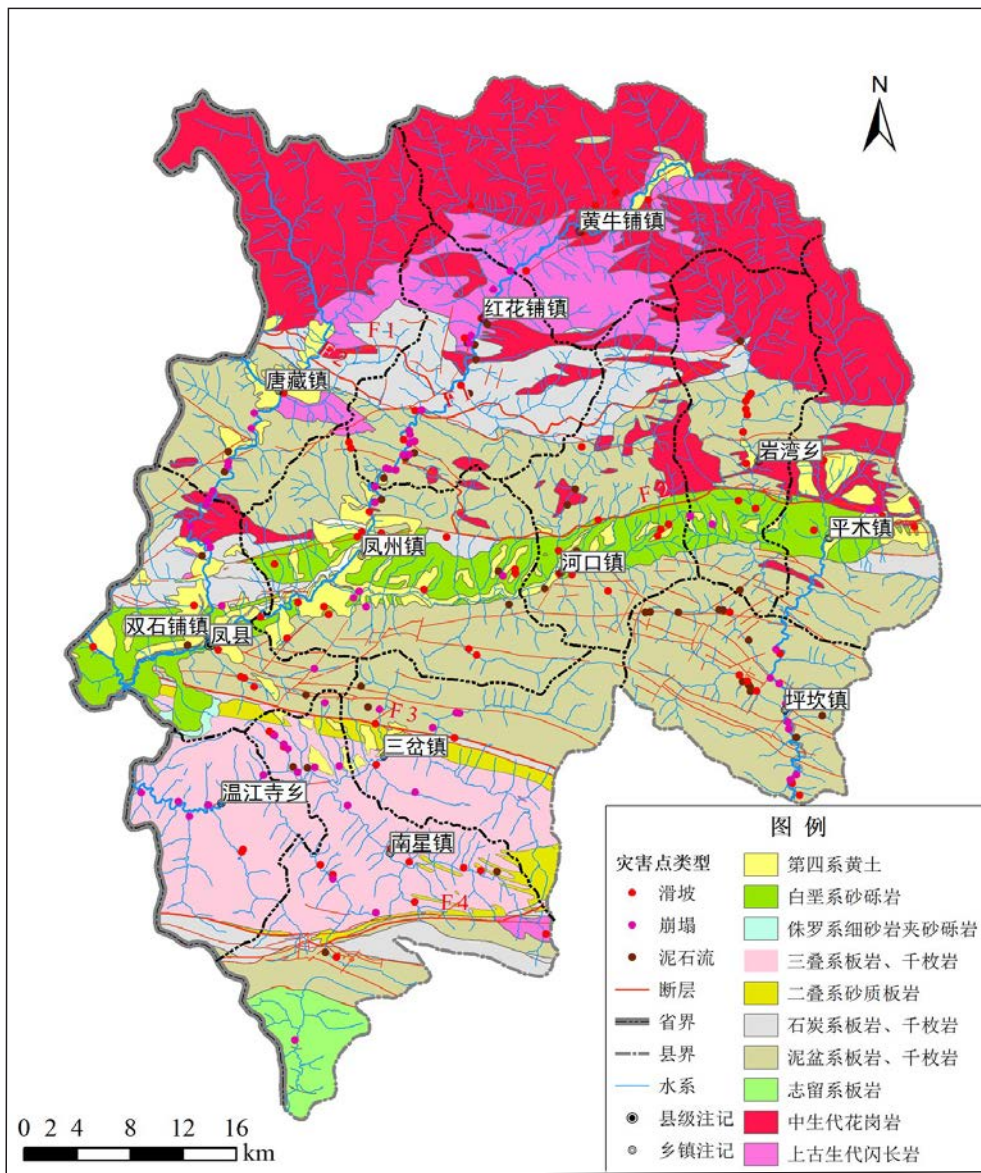 N
黄牛铺镇
红花铺镇
F1
F2
唐藏镇
岩湾乡
凤州镇
河口镇
平木镇
双石铺镇
凤县
坪坎镇
F3
三岔镇
温江寺乡
南星镇
F4
图 例
灾害点类型
滑坡
崩塌
泥石流
断层
省界
县界
水系
县级注记
乡镇注记
第四系黄土
白垩系砂砾岩
侏罗系细砂岩夹砂砾岩
三叠系板岩、千枚岩
二叠系砂质板岩
石炭系板岩、千枚岩
泥盆系板岩、千枚岩
志留系板岩
中生代花岗岩
上古生代闪长岩
0 2 4 8 12 16
km